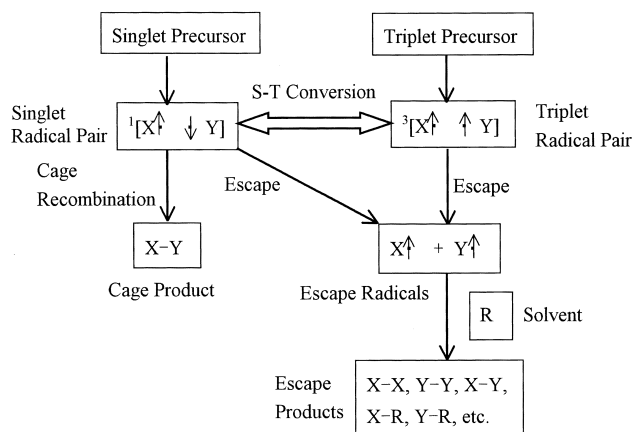 Singlet Precursor
Triplet Precursor
S-T Conversion
Singlet
Radical Pair
¹[X↑· ·↓ Y]
³[X↑· ·↑ Y]
Triplet
Radical Pair
Cage
Recombination
Escape
Escape
X-Y
X↑· + Y↑·
Cage Product
Escape Radicals
R
Solvent
Escape
Products
X-X, Y-Y, X-Y,
X-R, Y-R, etc.